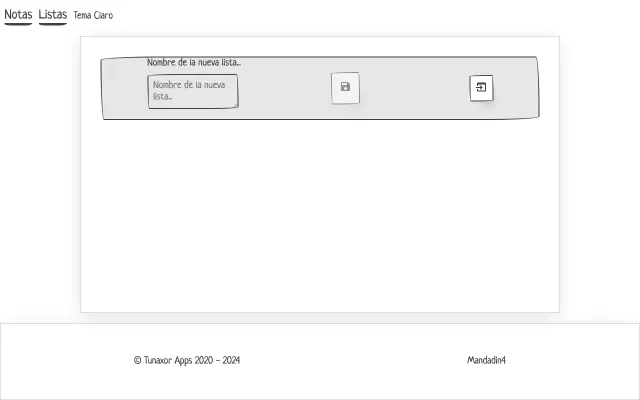 Notas Listas Tema Claro
Nombre de la nueva lista...
Nombre de la nueva
lista...
© Tunaxor Apps 2020 - 2024
Mandadin4